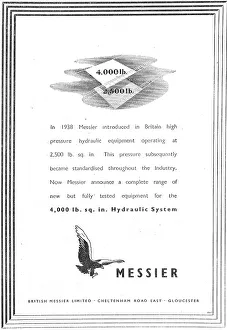 4,000 lb.
2,500 lb.
In 1938 Messier introduced in Britain high
pressure hydraulic equipment operating at
2,500 lb. sq. in. This pressure subsequently
became standardised throughout the Industry.
Now Messier announce a complete range of
new but fully tested equipment for the
4,000 lb. sq. in. Hydraulic System
MESSIER
BRITISH MESSIER LIMITED · CHELTENHAM ROAD EAST · GLOUCESTER